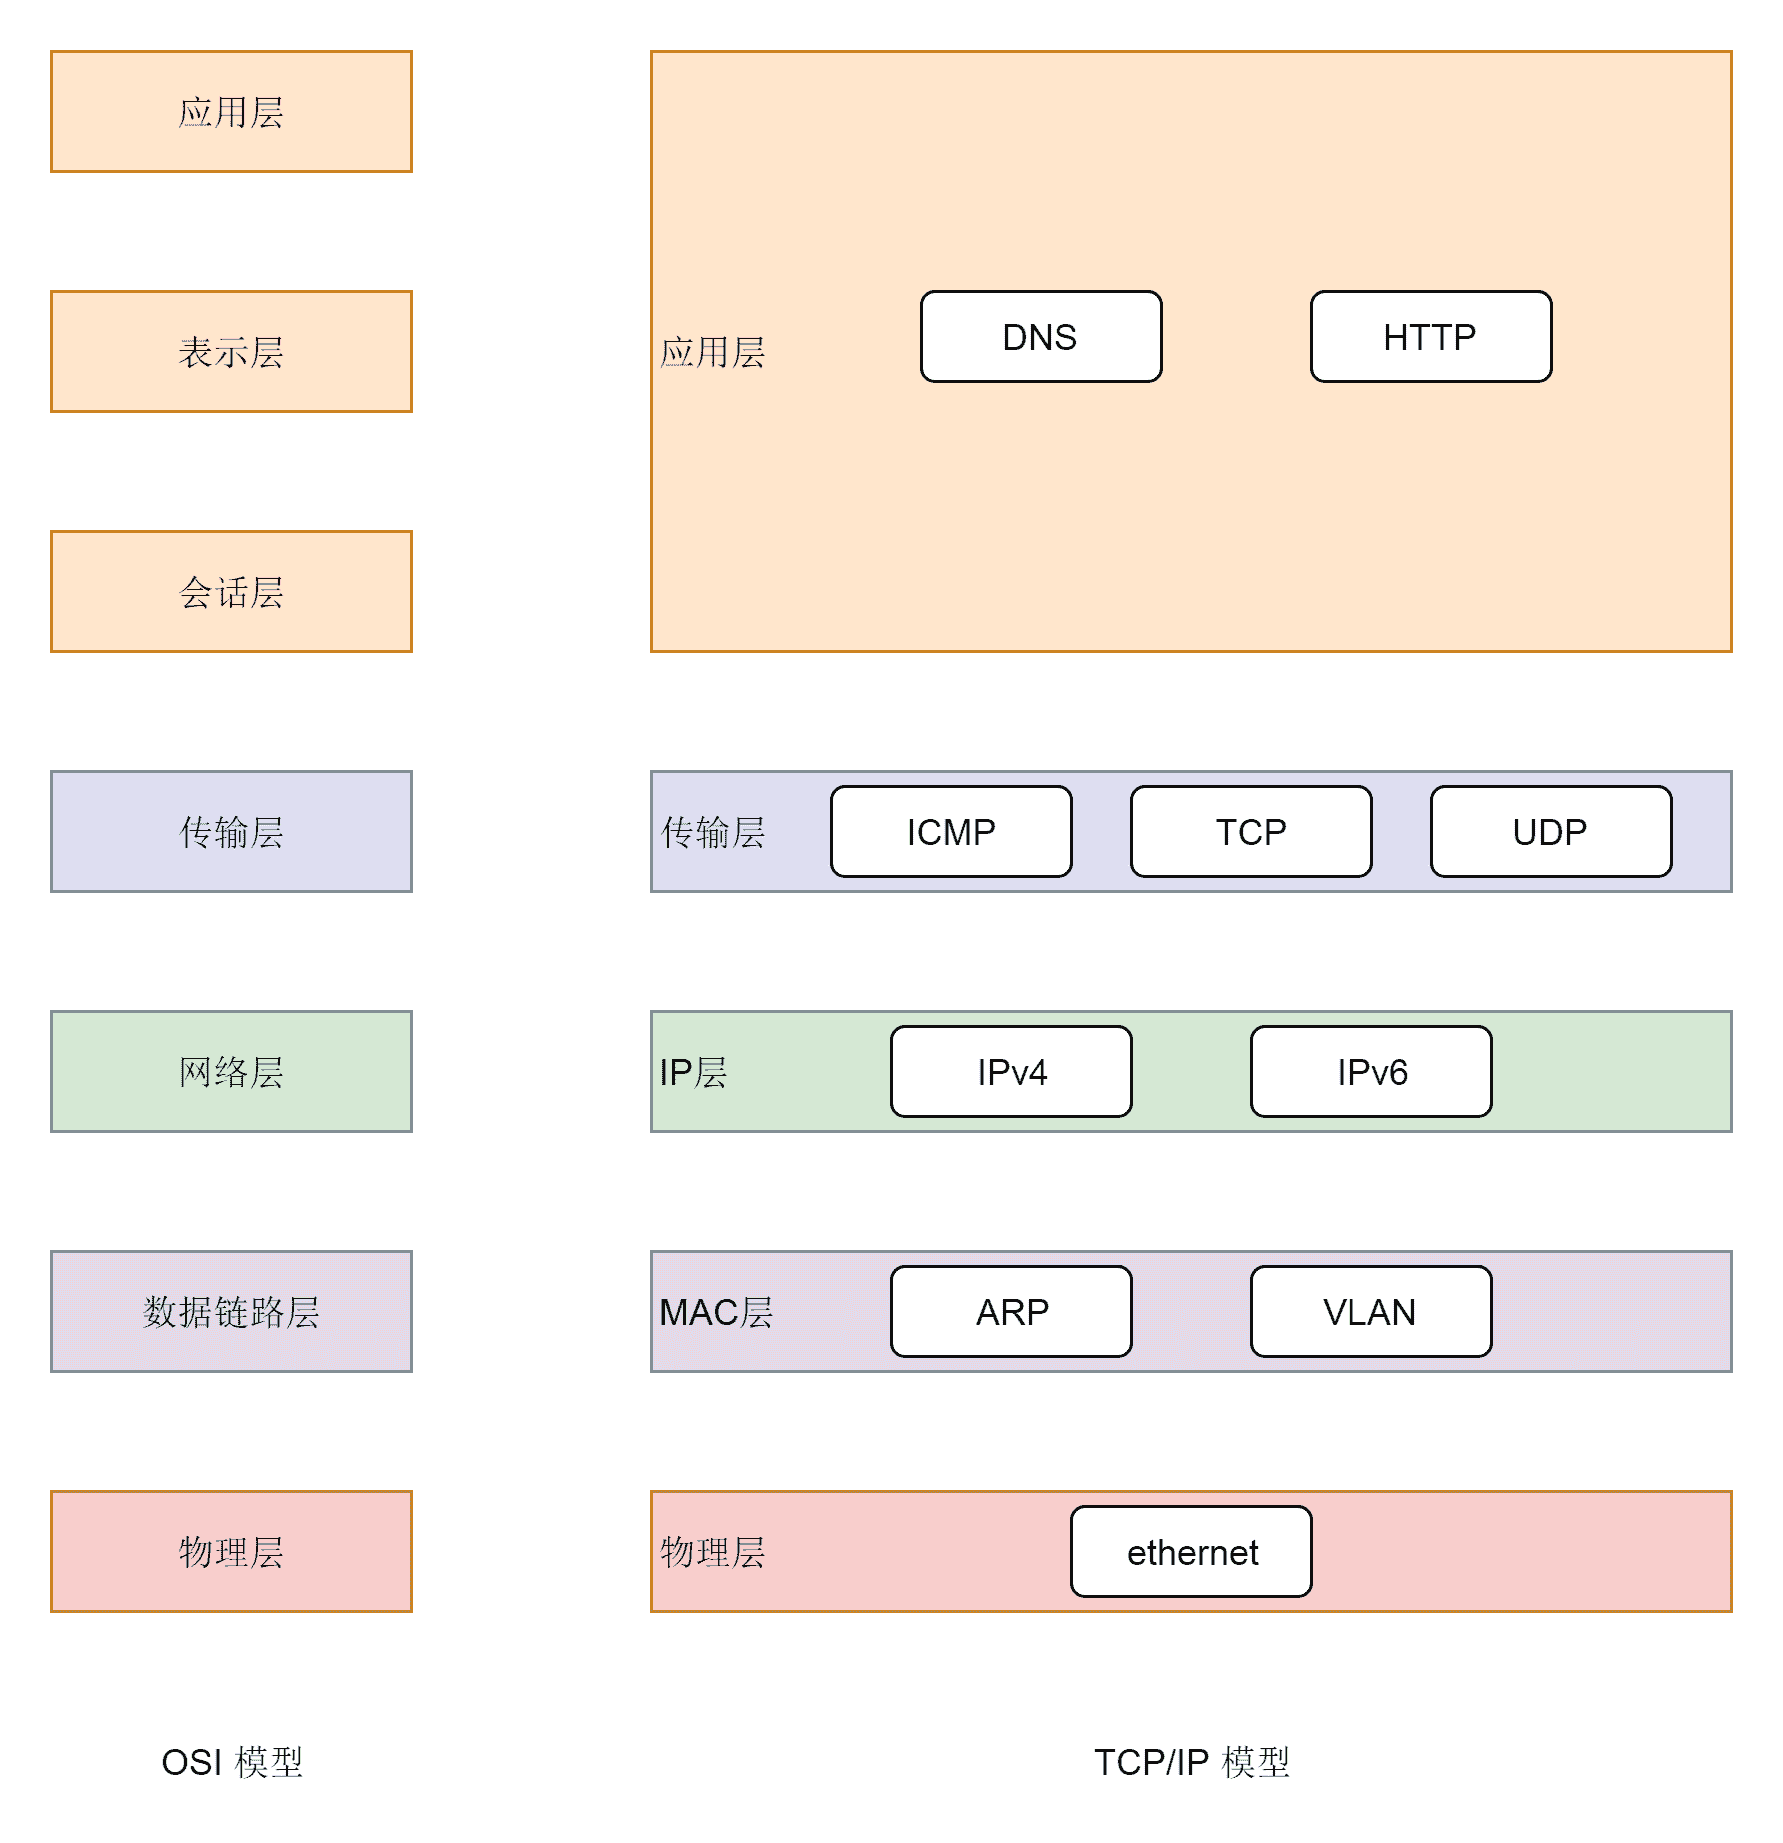 应用层
表示层
应用层
DNS
HTTP
会话层
传输层
传输层
ICMP
TCP
UDP
网络层
IP层
IPv4
IPv6
数据链路层
MAC层
ARP
VLAN
物理层
物理层
ethernet
OSI 模型
TCP/IP 模型